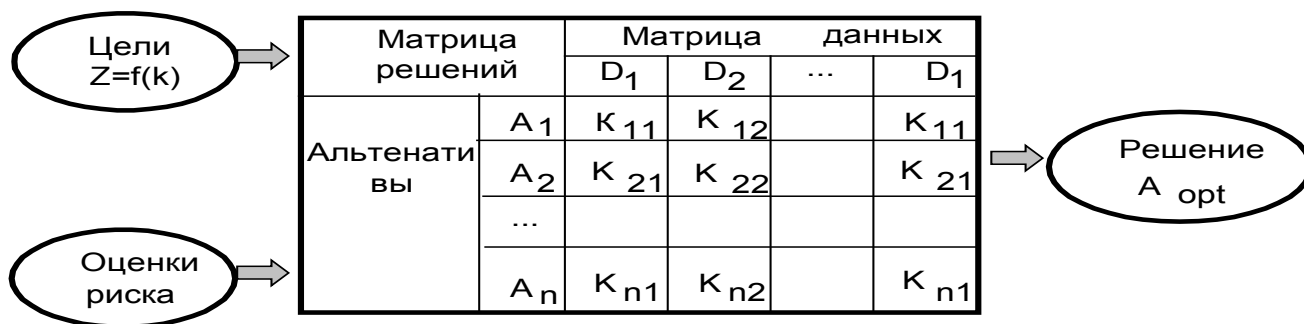 Цели
Z=f(k)
Матрица
решений
Матрица данных
D1 D2 ... D1
Альтенати
вы
A1 К11 K12 K11
A2 K21 K22 K21
...
An Kn1 Kn2 Kn1
Оценки
риска
Решение
A opt